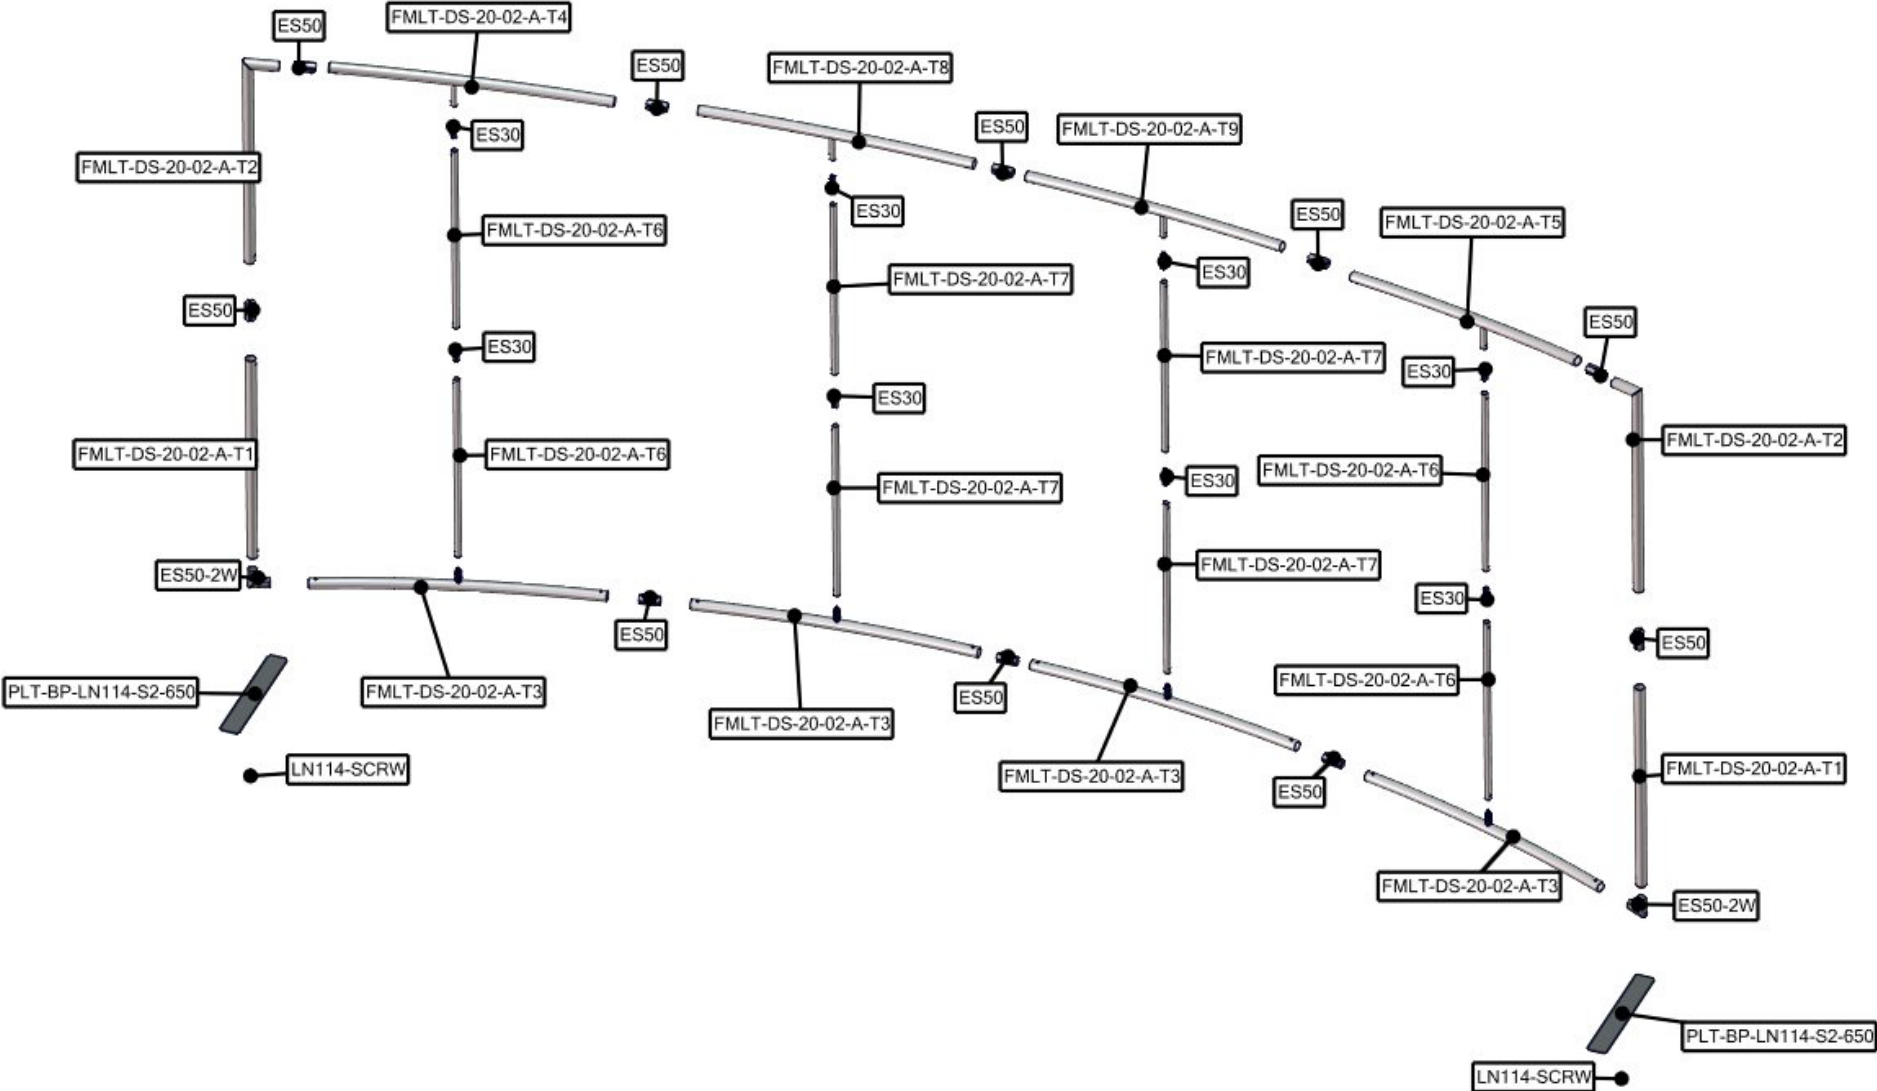 FMLT-DS-20-02-A-T4
ES50
ES50
FMLT-DS-20-02-A-T8
ES50
FMLT-DS-20-02-A-T9
ES30
FMLT-DS-20-02-A-T2
ES30
ES50
FMLT-DS-20-02-A-T5
FMLT-DS-20-02-A-T6
ES30
FMLT-DS-20-02-A-T7
ES50
ES50
ES30
FMLT-DS-20-02-A-T7
ES30
ES30
FMLT-DS-20-02-A-T2
FMLT-DS-20-02-A-T1
FMLT-DS-20-02-A-T6
FMLT-DS-20-02-A-T6
ES30
FMLT-DS-20-02-A-T7
FMLT-DS-20-02-A-T7
ES50-2W
ES30
ES50
ES50
FMLT-DS-20-02-A-T6
PLT-BP-LN114-S2-650
FMLT-DS-20-02-A-T3
ES50
FMLT-DS-20-02-A-T3
LN114-SCRW
FMLT-DS-20-02-A-T3
FMLT-DS-20-02-A-T1
ES50
FMLT-DS-20-02-A-T3
ES50-2W
PLT-BP-LN114-S2-650
LN114-SCRW